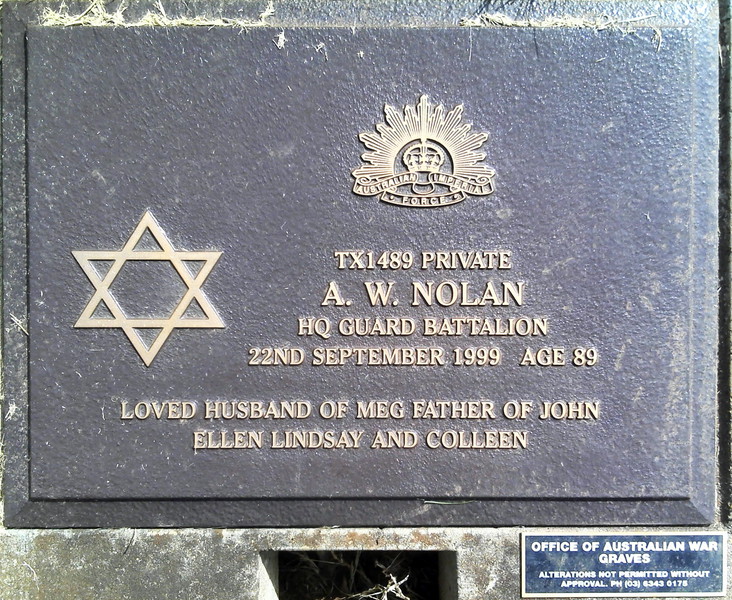 AUSTRALIAN IMPERIAL
FORCE
TX1489 PRIVATE
A. W. NOLAN
HQ GUARD BATTALION
22ND SEPTEMBER 1999 AGE 89
LOVED HUSBAND OF MEG FATHER OF JOHN
ELLEN LINDSAY AND COLLEEN
OFFICE OF AUSTRALIAN WAR
GRAVES
ALTERATIONS NOT PERMITTED WITHOUT
APPROVAL. PH (03) 6343 0175